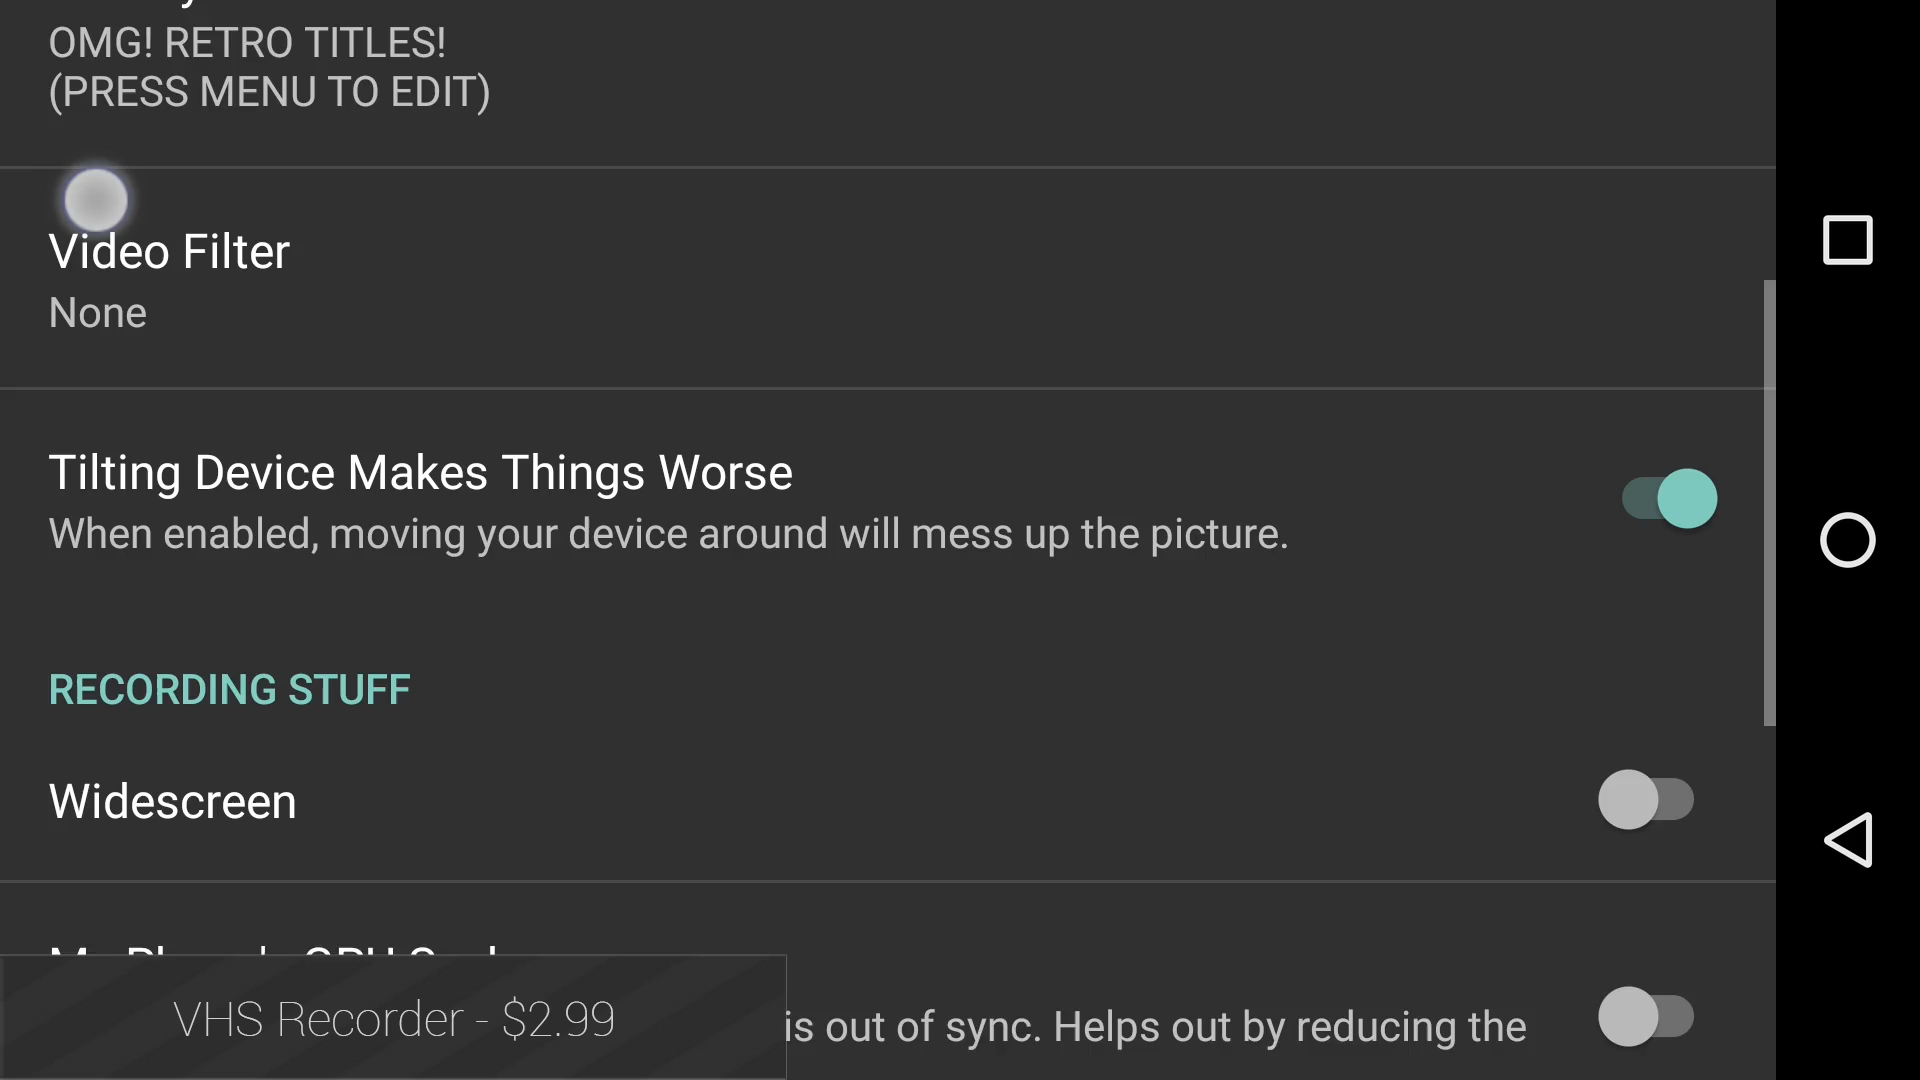 OMG! RETRO TITLES!
(PRESS MENU TO EDIT)
Video Filter
None
Tilting Device Makes Things Worse
When enabled, moving your device around will mess up the picture.
RECORDING STUFF
Widescreen
is out of sync. Helps out by reducing the
VHS Recorder - $2.99